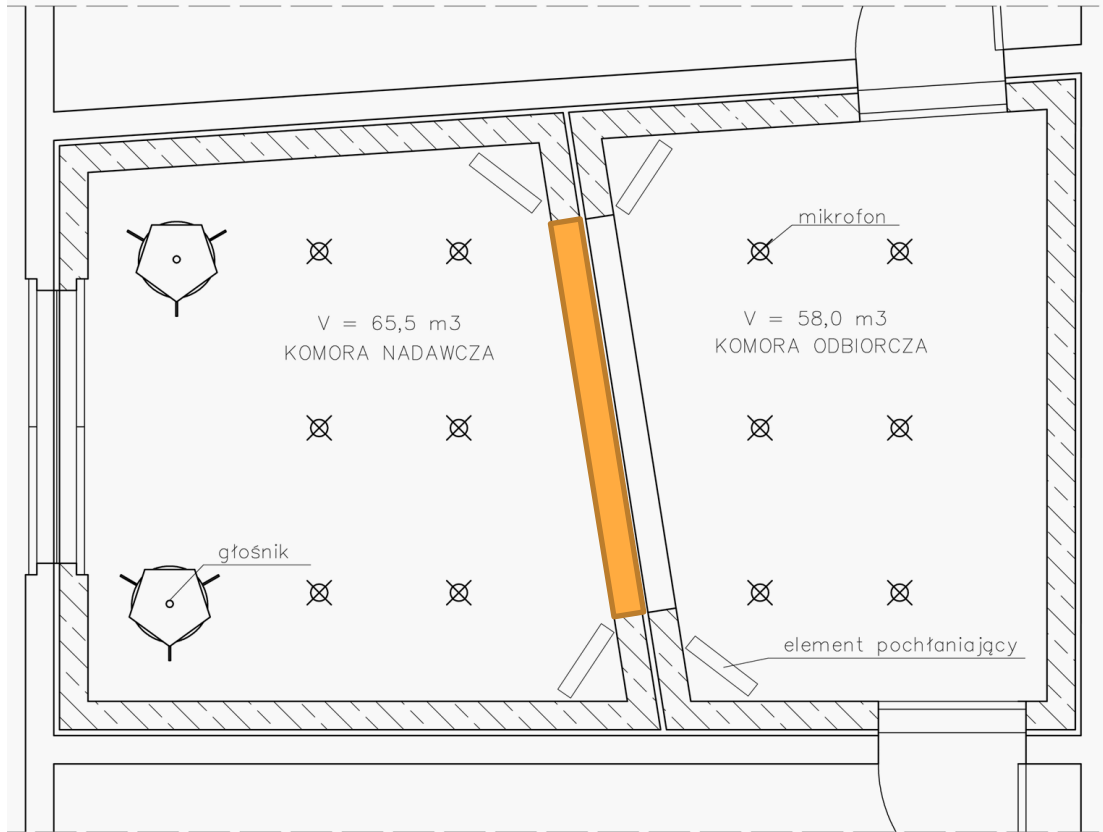 mikrofon
V = 65,5 m3
KOMORA NADAWCZA
V = 58,0 m3
KOMORA ODBIORCZA
głośnik
element pochłaniający